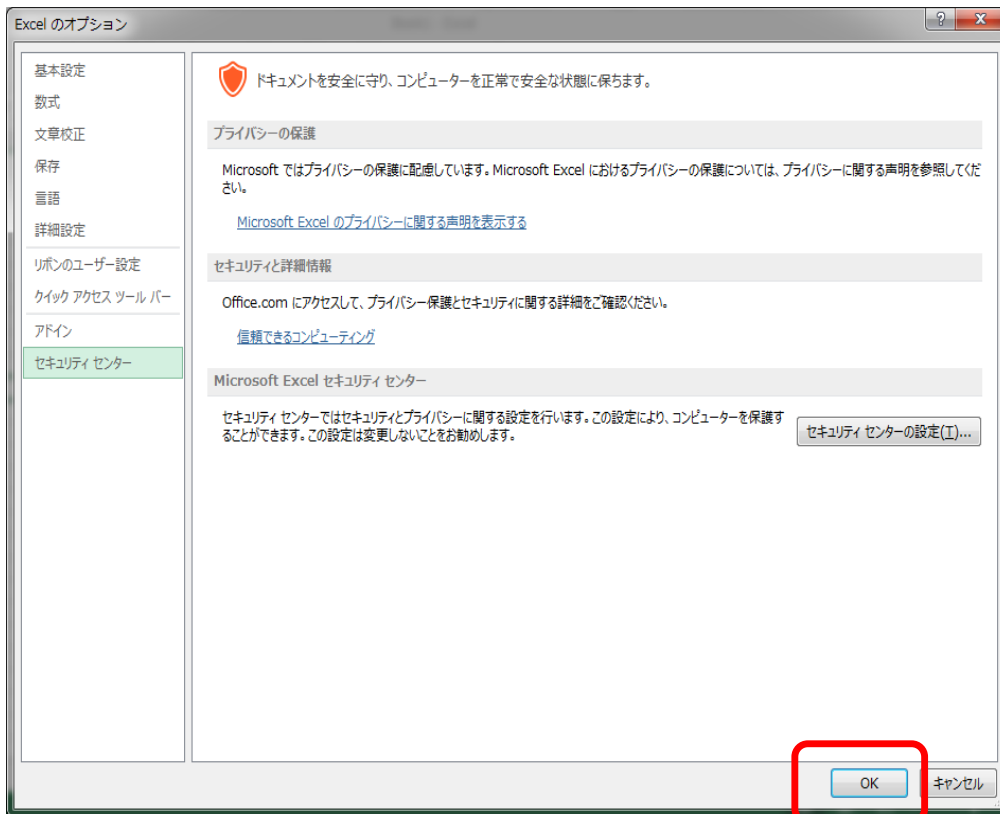 Excel のオプション
?
X
基本設定
数式
文章校正
保存
言語
詳細設定
リボンのユーザー設定
クイック アクセス ツール バー
アドイン
セキュリティ センター
ドキュメントを安全に守り、コンピューターを正常で安全な状態に保ちます。
プライバシーの保護
Microsoft ではプライバシーの保護に配慮しています。Microsoft Excel におけるプライバシーの保護については、プライバシーに関する声明を参照してくだ
さい。
Microsoft Excel のプライバシーに関する声明を表示する
セキュリティと詳細情報
Office.com にアクセスして、プライバシー保護とセキュリティに関する詳細をご確認ください。
信頼できるコンピューティング
Microsoft Excel セキュリティ センター
セキュリティ センターではセキュリティとプライバシーに関する設定を行います。この設定により、コンピューターを保護す
ることができます。この設定は変更しないことをお勧めします。
セキュリティ センターの設定(T)...
OK
キャンセル